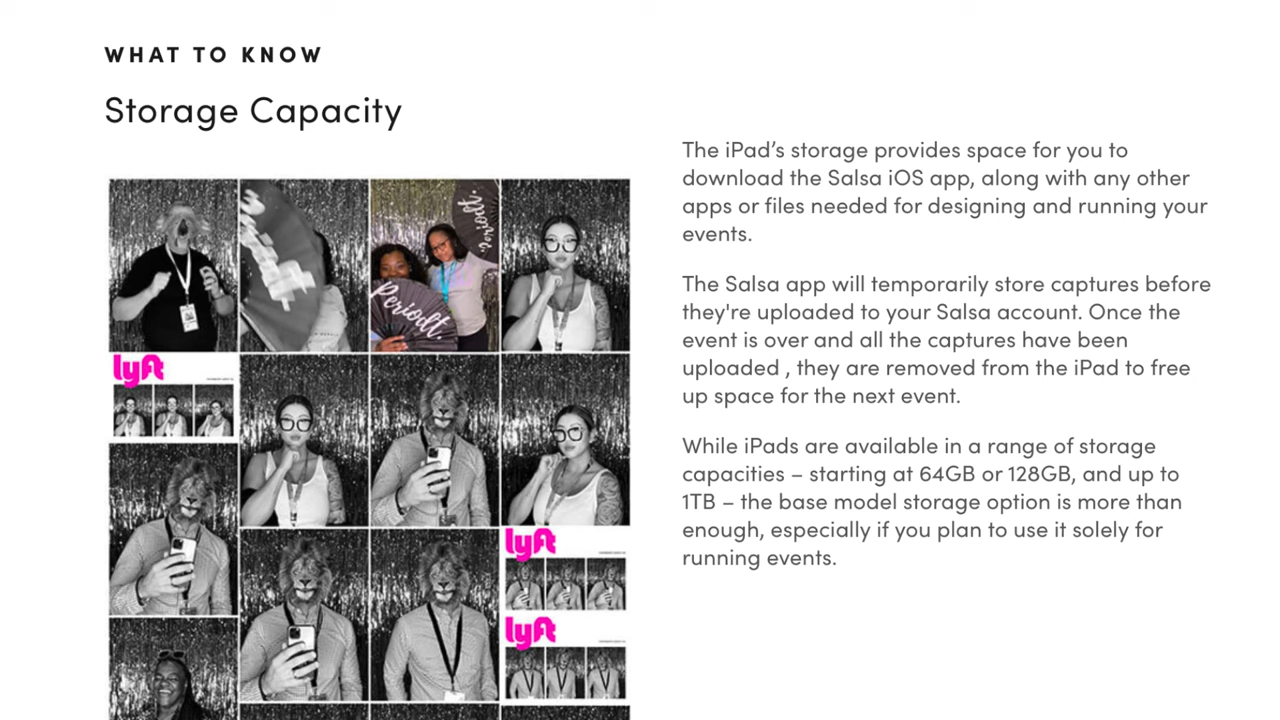 WHAT TO KNOW
Storage Capacity
Periodt.
Periodt.
lyft
lyft
lyft
The iPad’s storage provides space for you to
download the Salsa iOS app, along with any other
apps or files needed for designing and running your
events.
The Salsa app will temporarily store captures before
they're uploaded to your Salsa account. Once the
event is over and all the captures have been
uploaded , they are removed from the iPad to free
up space for the next event.
While iPads are available in a range of storage
capacities – starting at 64GB or 128GB, and up to
1TB – the base model storage option is more than
enough, especially if you plan to use it solely for
running events.